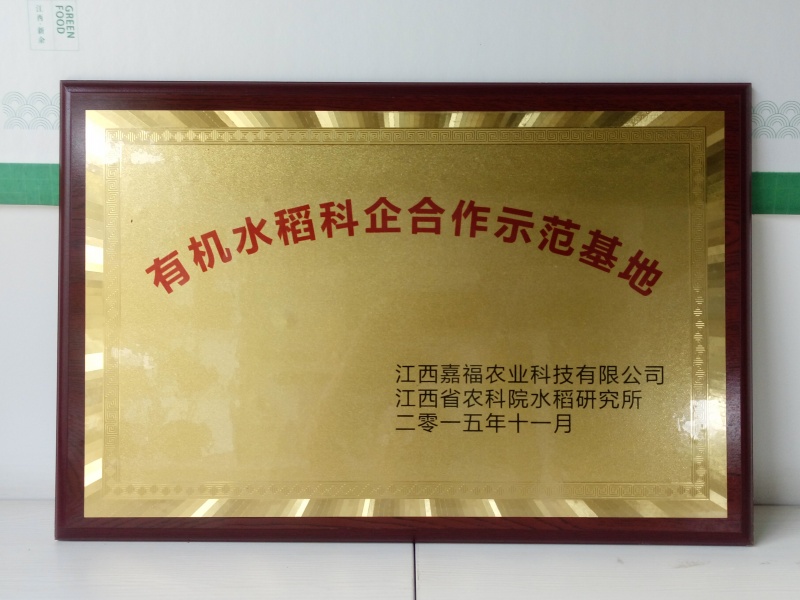 GREEN
FOOD
有机水稻科企合作示范基地
江西嘉福农业科技有限公司
江西省农科院水稻研究所
二零一五年十一月